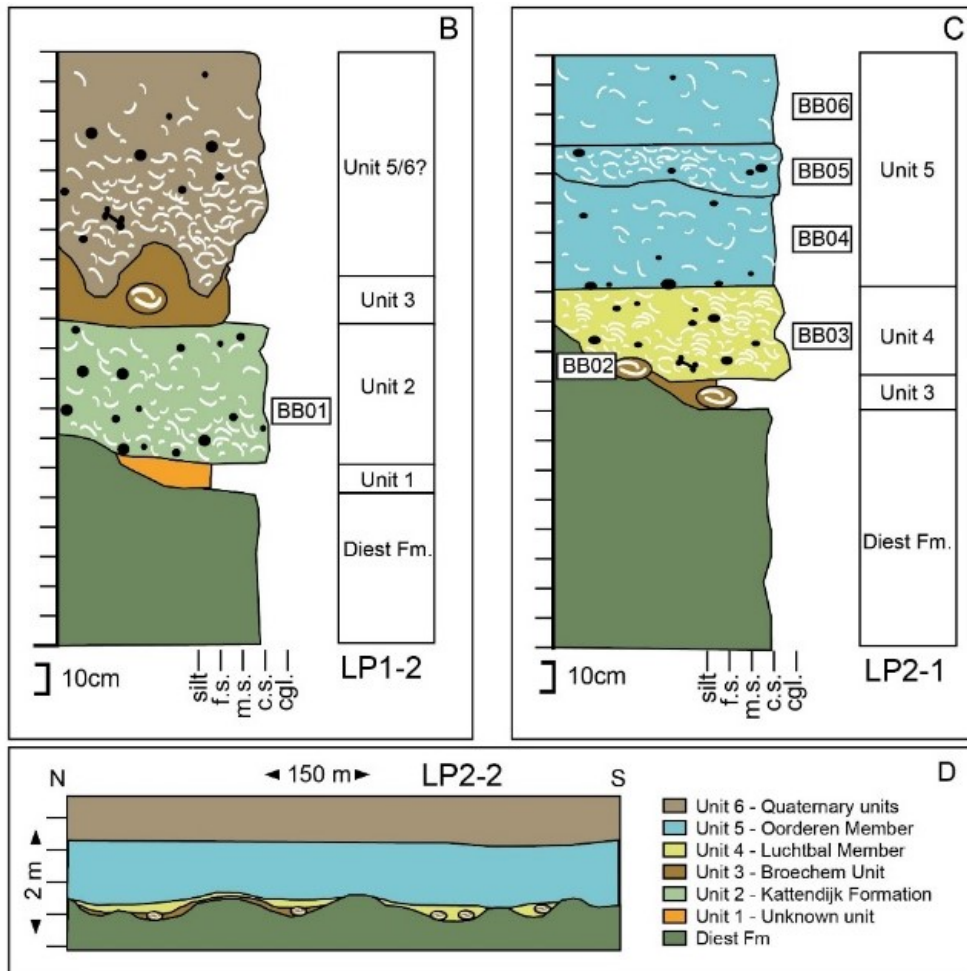 B
Unit 5/6?
Unit 3
Unit 2
BB01
Unit 1
Diest Fm.
10cm
silt
f.s.
m.s.
c.s.
cgl.
LP1-2
C
BB06
BB05
Unit 5
BB04
BB03
Unit 4
BB02
Unit 3
Diest Fm.
10cm
silt
f.s.
m.s.
c.s.
cgl.
LP2-1
D
N
150 m
LP2-2
S
2 m
Unit 6 - Quaternary units
Unit 5 - Oorderen Member
Unit 4 - Luchtbal Member
Unit 3 - Broechem Unit
Unit 2 - Kattendijk Formation
Unit 1 - Unknown unit
Diest Fm